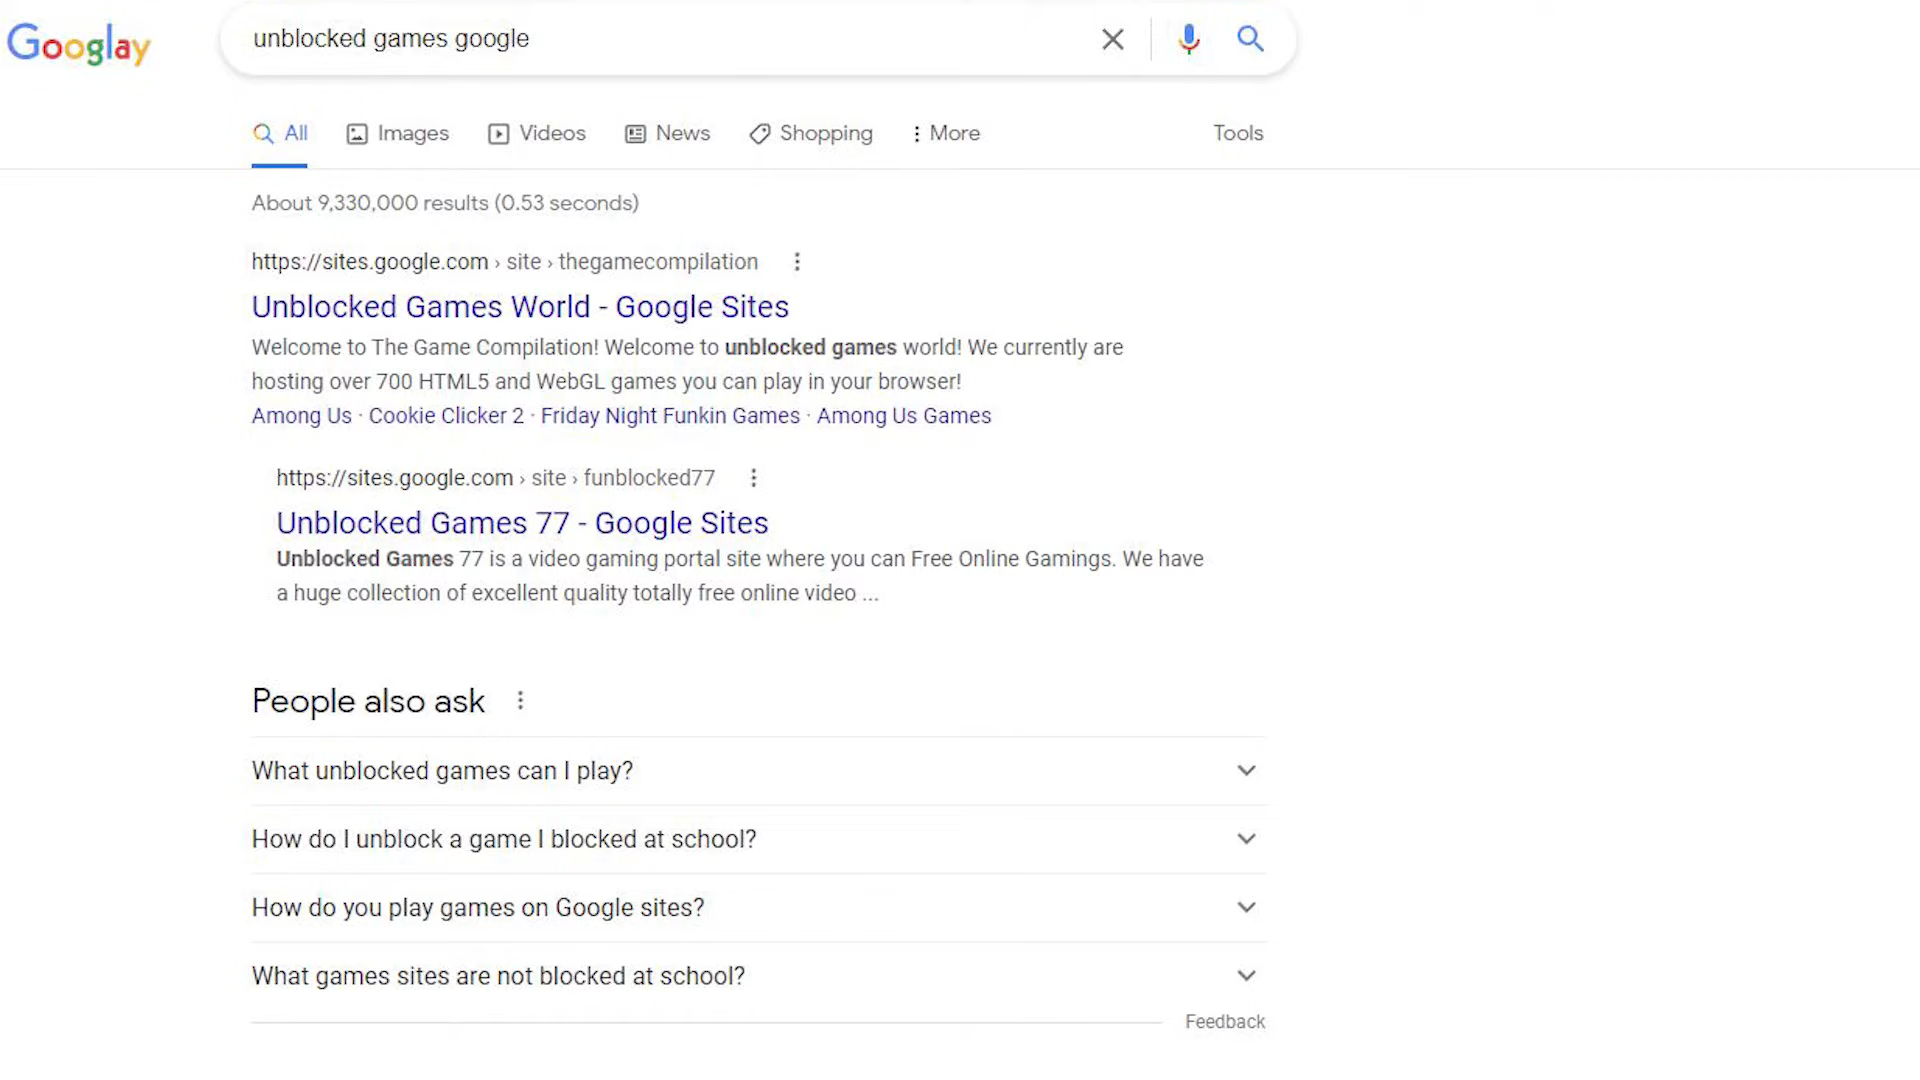 Googlay
unblocked games google
All Images Videos News Shopping More Tools
About 9,330,000 results (0.53 seconds)
https://sites.google.com › site › thegamecompilation
Unblocked Games World - Google Sites
Welcome to The Game Compilation! Welcome to unblocked games world! We currently are
hosting over 700 HTML5 and WebGL games you can play in your browser!
Among Us · Cookie Clicker 2 · Friday Night Funkin Games · Among Us Games
https://sites.google.com › site › funblocked77
Unblocked Games 77 - Google Sites
Unblocked Games 77 is a video gaming portal site where you can Free Online Gamings. We have
a huge collection of excellent quality totally free online video ...
People also ask
What unblocked games can I play?
How do I unblock a game I blocked at school?
How do you play games on Google sites?
What games sites are not blocked at school?
Feedback